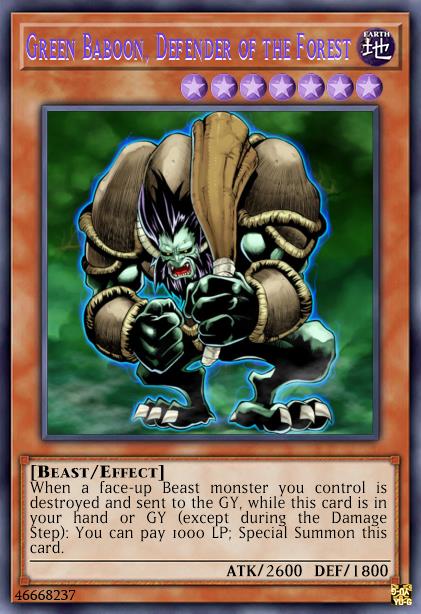 Green Baboon, Defender of the Forest
EARTH
地
[Beast/Effect]
When a face-up Beast monster you control is
destroyed and sent to the GY, while this card is in
your hand or GY (except during the Damage
Step): You can pay 1000 LP; Special Summon this
card.
ATK/2600 DEF/1800
46668237